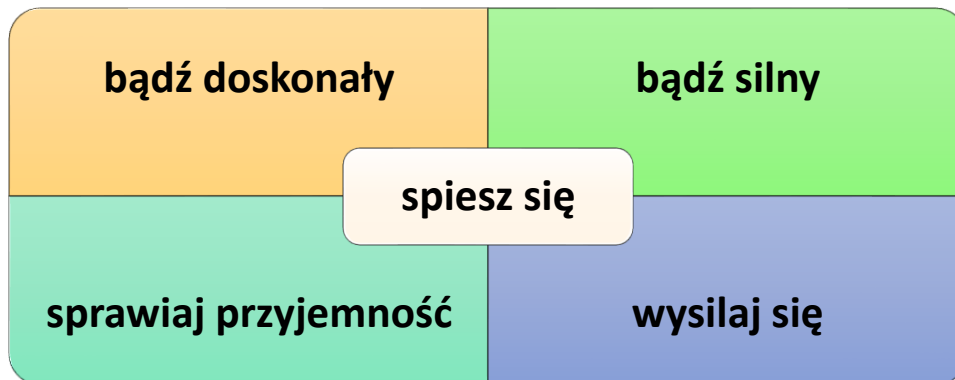 bądź doskonały
bądź silny
spiesz się
sprawiaj przyjemność
wysilaj się